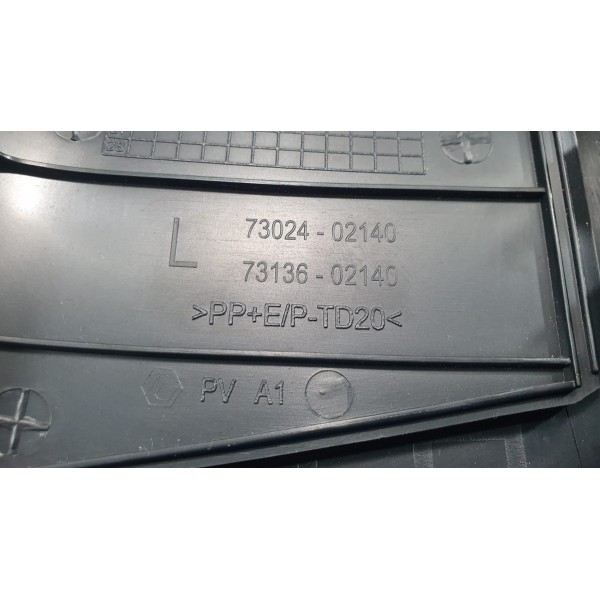 73024 - 02140
L
73136 - 02140
>PP+E/P-TD20<
PV A1